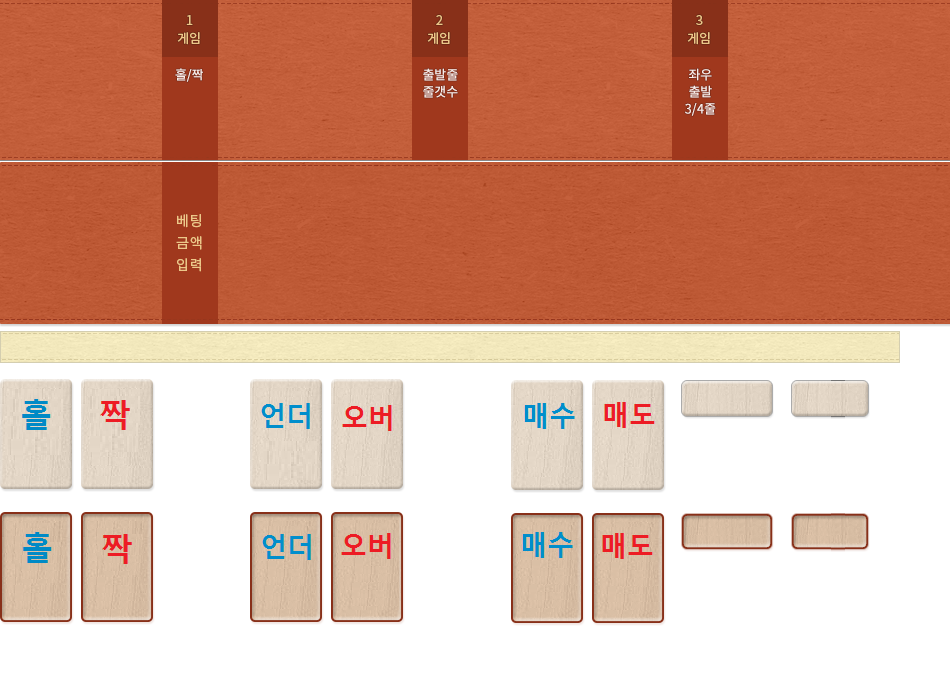 1
게임
홀/짝
2
게임
출발줄
줄갯수
3
게임
좌우
출발
3/4줄
베팅
금액
입력
홀
짝
언더
오버
매수
매도
홀
짝
언더
오버
매수
매도